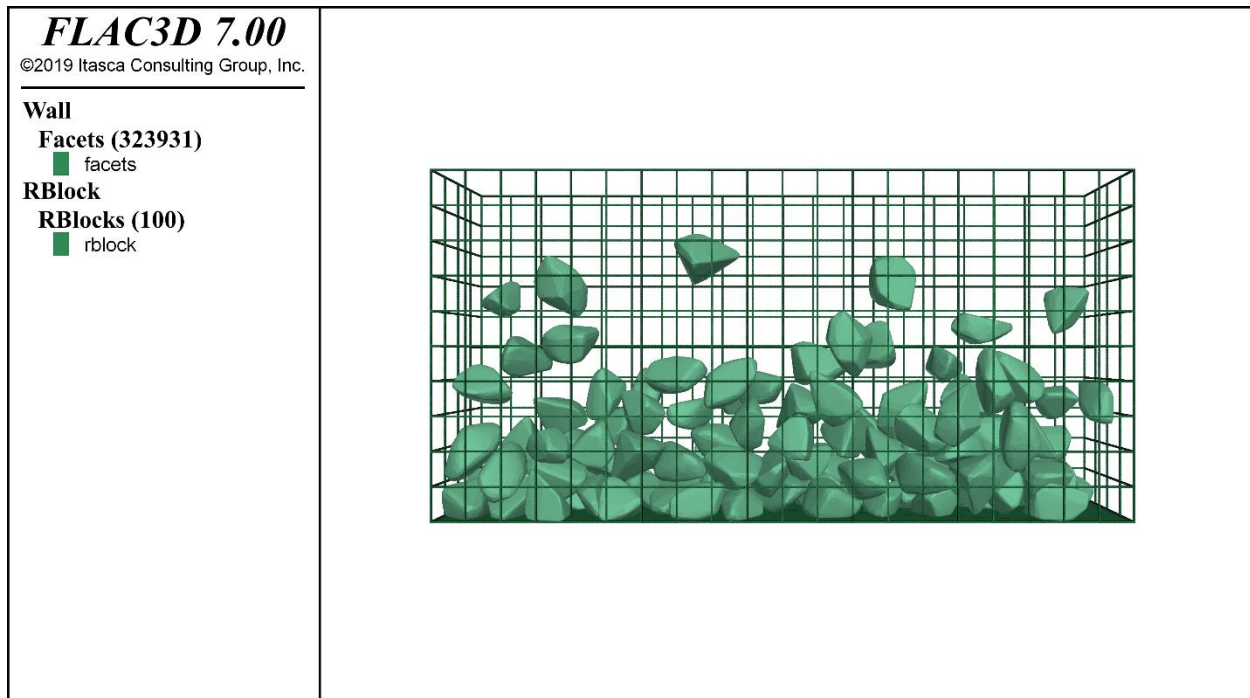 FLAC3D 7.00
©2019 Itasca Consulting Group, Inc.
Wall
Facets (323931)
facets
RBlock
RBlocks (100)
rblock